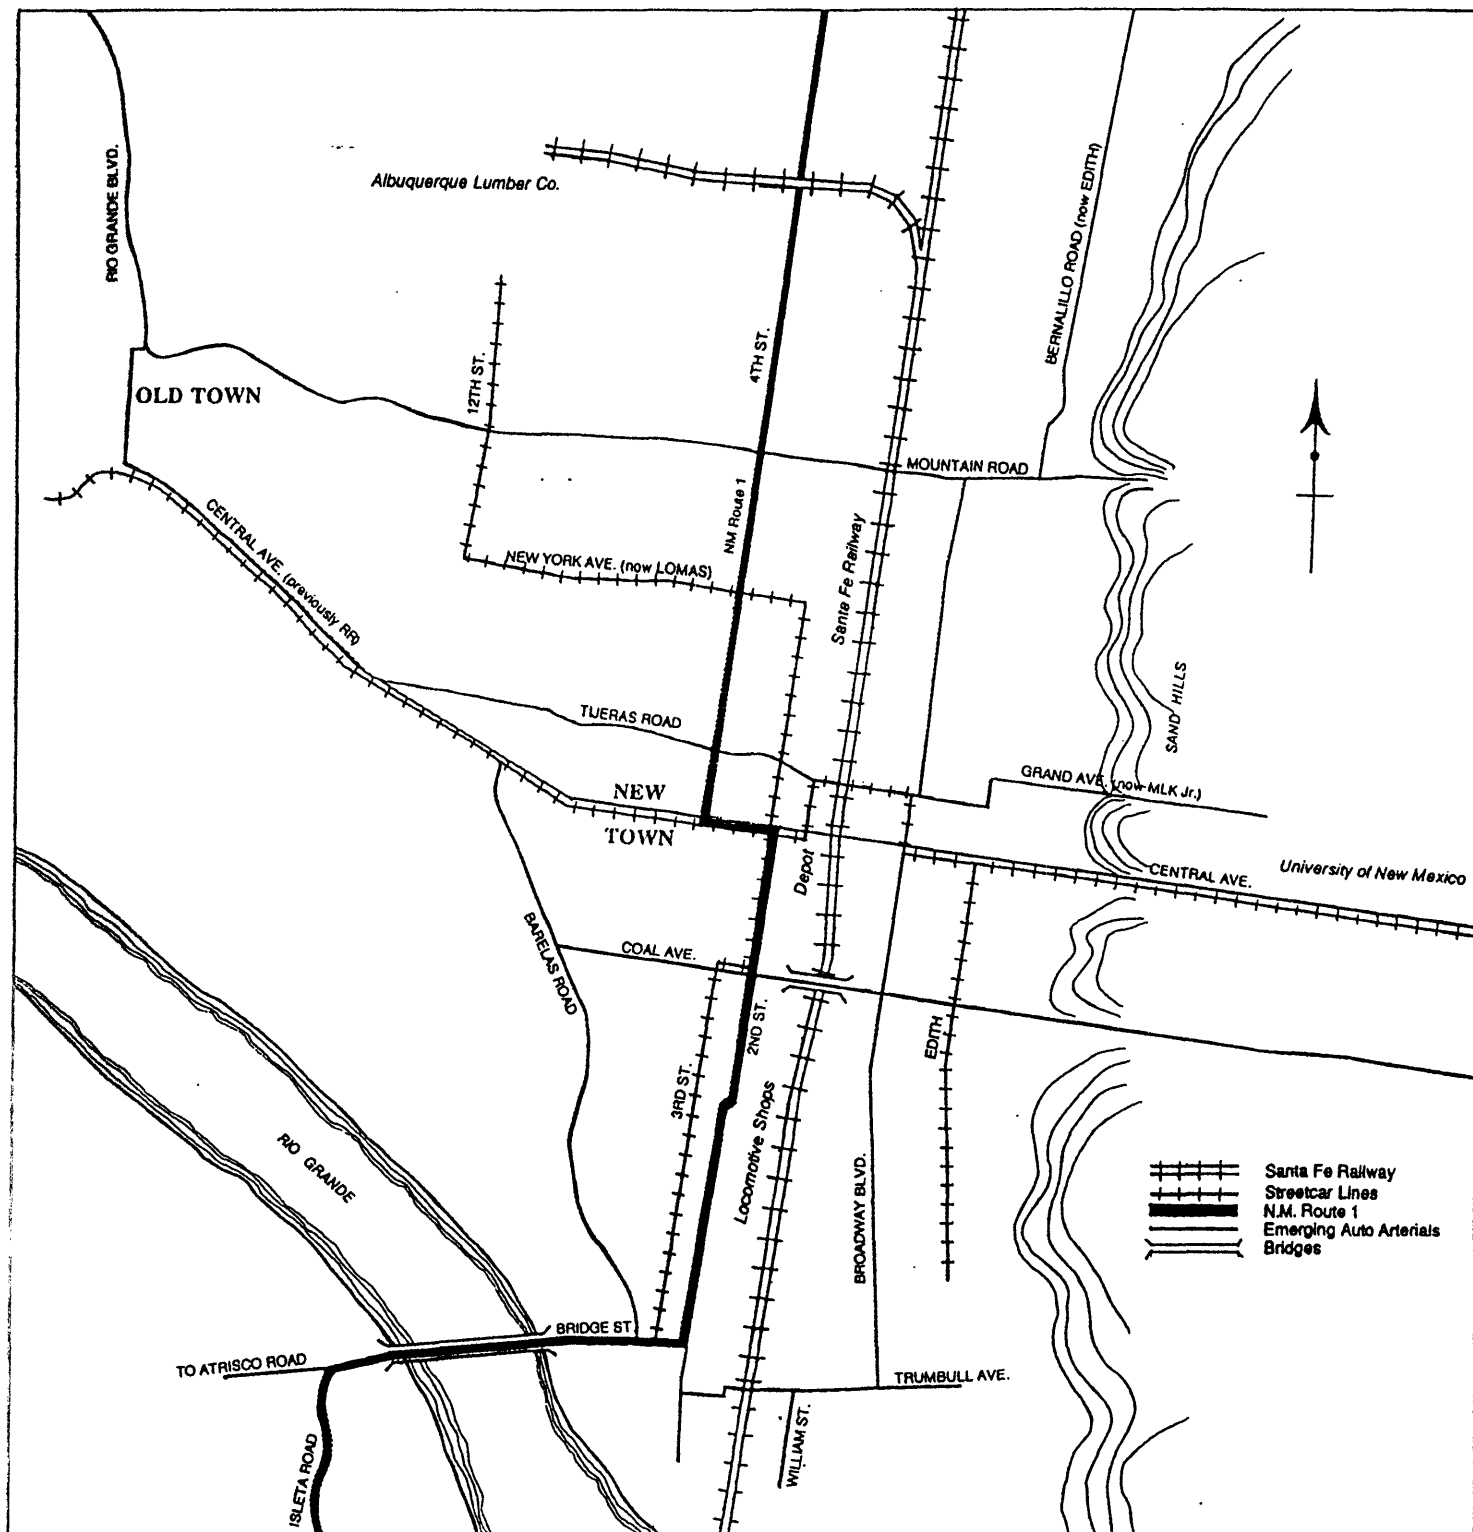 RIO GRANDE BLVD.
Albuquerque Lumber Co.
BERNALILLO ROAD (now EDITH)
4TH ST.
12TH ST.
OLD TOWN
MOUNTAIN ROAD
NM Route 1
Santa Fe Railway
CENTRAL AVE. (previously RR)
NEW YORK AVE. (now LOMAS)
SAND HILLS
TIJERAS ROAD
GRAND AVE. (now MLK Jr.)
NEW
TOWN
Depot
CENTRAL AVE.
University of New Mexico
BARELAS ROAD
COAL AVE.
2ND ST.
EDITH
3RD ST.
Locomotive Shops
RIO GRANDE
BROADWAY BLVD.
Santa Fe Railway
Streetcar Lines
N.M. Route 1
Emerging Auto Arterials
Bridges
BRIDGE ST
TO ATRISCO ROAD
TRUMBULL AVE.
WILLIAM ST.
ISLETA ROAD